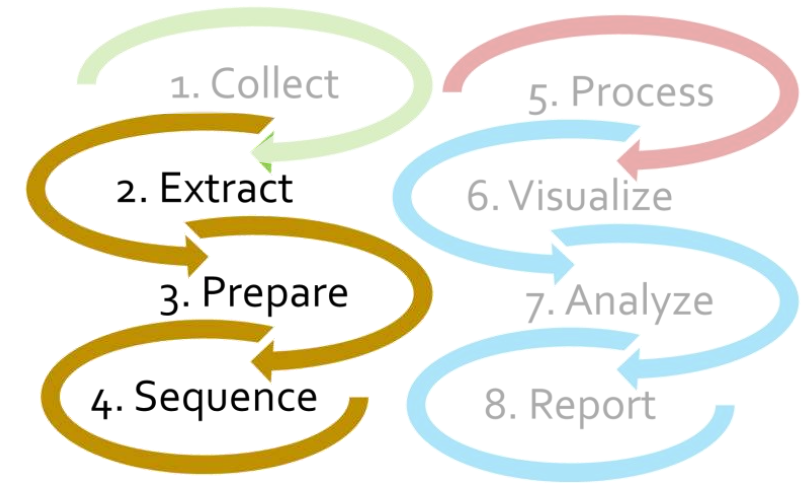 1. Collect
2. Extract
3. Prepare
4. Sequence
5. Process
6. Visualize
7. Analyze
8. Report